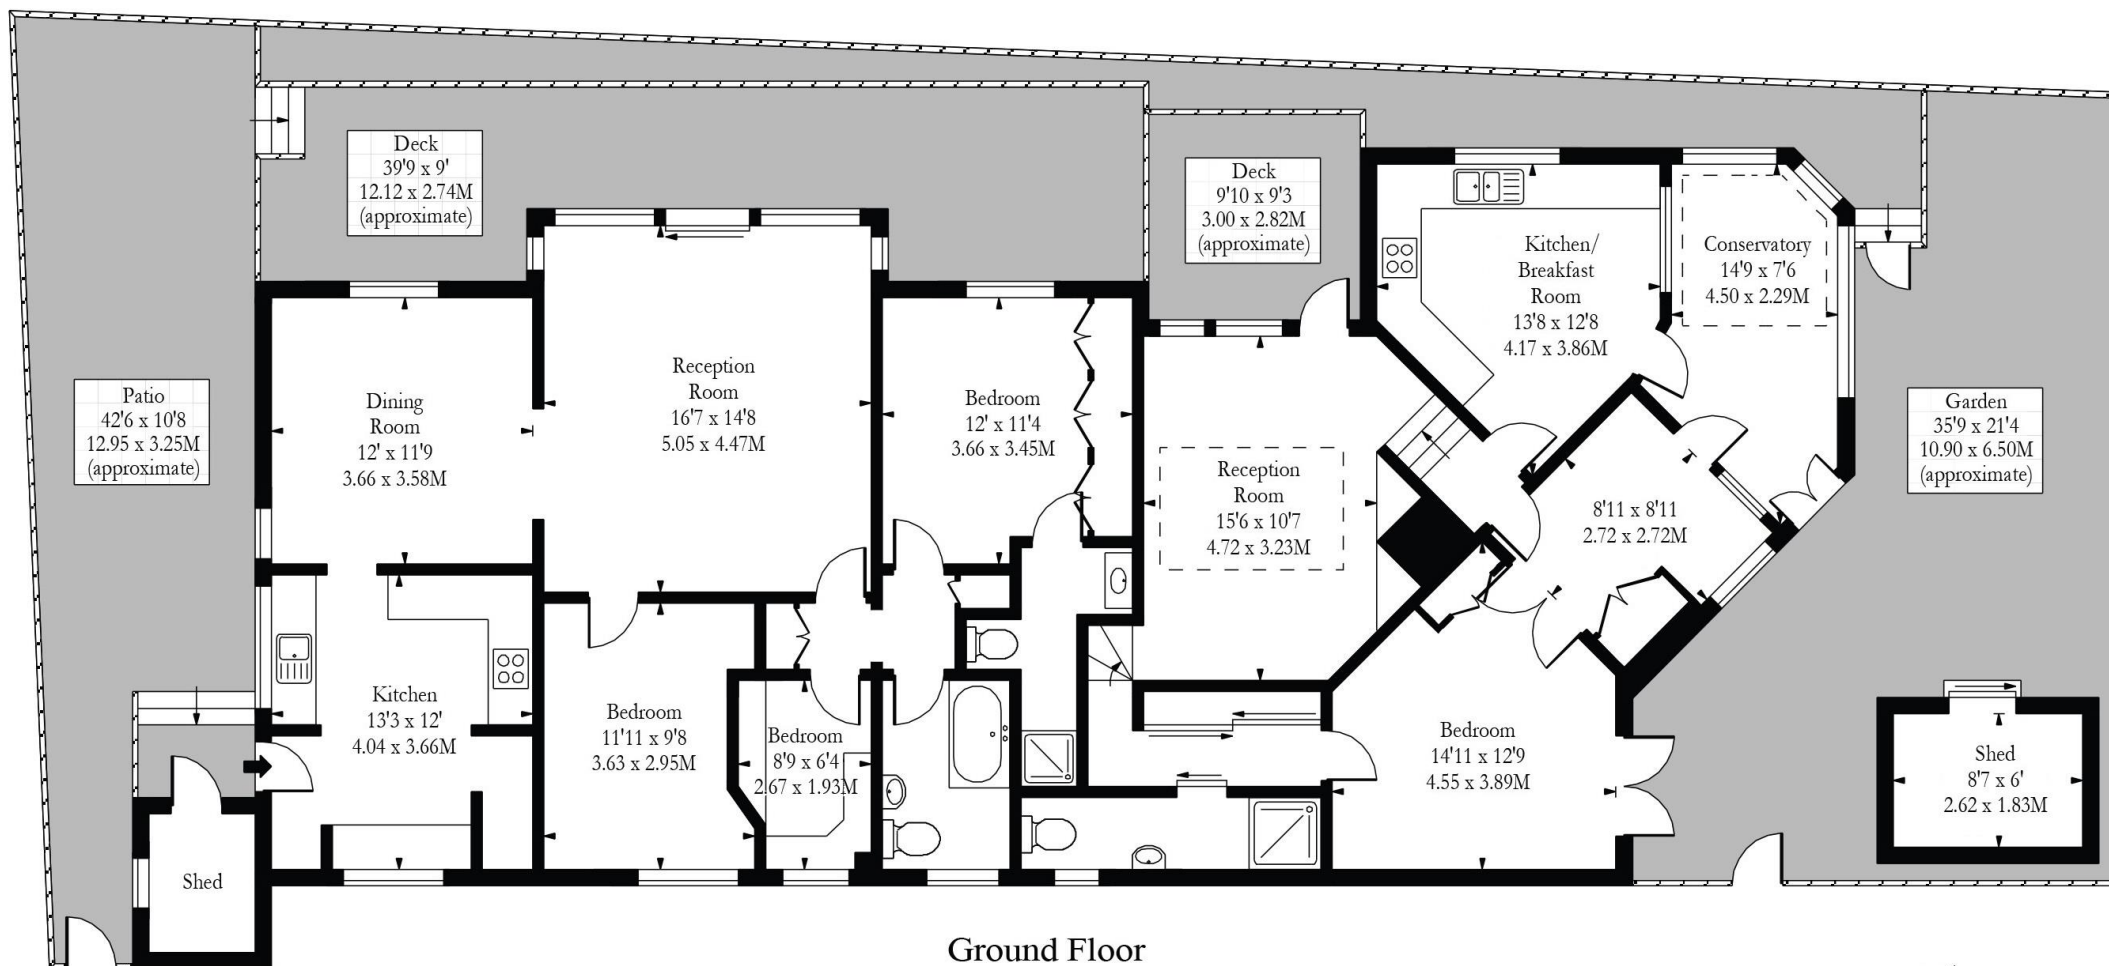 Deck
39'9 x 9'
12.12 x 2.74M
(approximate)
Deck
9'10 x 9'3
3.00 x 2.82M
(approximate)
Kitchen/
Breakfast
Room
13'8 x 12'8
4.17 x 3.86M
Conservatory
14'9 x 7'6
4.50 x 2.29M
Patio
42'6 x 10'8
12.95 x 3.25M
(approximate)
Dining
Room
12' x 11'9
3.66 x 3.58M
Reception
Room
16'7 x 14'8
5.05 x 4.47M
Bedroom
12' x 11'4
3.66 x 3.45M
Reception
Room
15'6 x 10'7
4.72 x 3.23M
8'11 x 8'11
2.72 x 2.72M
Garden
35'9 x 21'4
10.90 x 6.50M
(approximate)
Kitchen
13'3 x 12'
4.04 x 3.66M
Bedroom
11'11 x 9'8
3.63 x 2.95M
Bedroom
8'9 x 6'4
2.67 x 1.93M
Bedroom
14'11 x 12'9
4.55 x 3.89M
Shed
8'7 x 6'
2.62 x 1.83M
Shed
Ground Floor